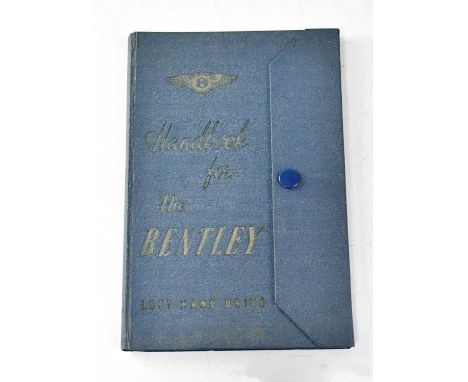 B
Handbook
for
The
BENTLEY
LEFT HAND DRIVE